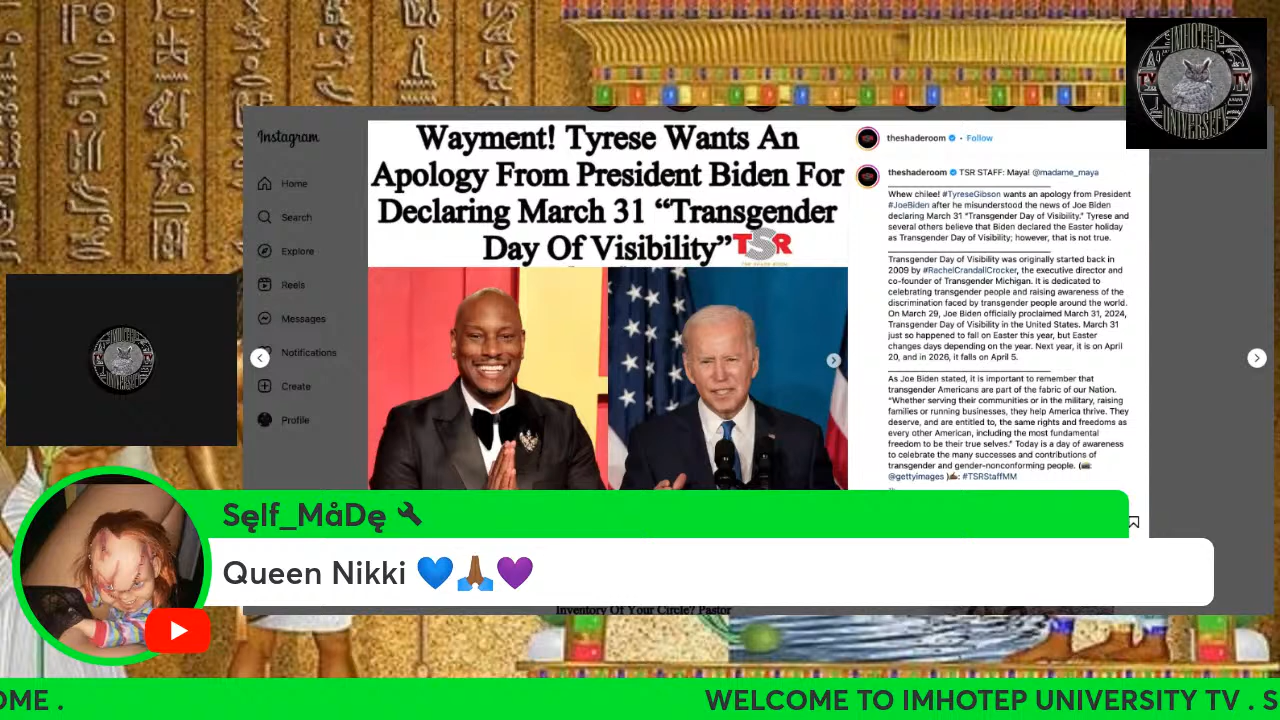 IMHOTEP
TV TV
UNIVERSITY
Instagram
Home
Search
Explore
Reels
Messages
Notifications
Create
Profile
Wayment! Tyrese Wants An
Apology From President Biden For
Declaring March 31 “Transgender
Day Of Visibility”
TSR
theshaderoom • Follow
theshaderoom TSR STAFF: Maya! @madame_maya
Whew chilee! #TyreseGibson wants an apology from President
#JoeBiden after he misunderstood the news of Joe Biden
declaring March 31 “Transgender Day of Visibility.” Tyrese and
several others believe that Biden declared the Easter holiday
as Transgender Day of Visibility; however, that is not true.
Transgender Day of Visibility was originally started back in
2009 by #RachelCrandallCrocker, the executive director and
co-founder of Transgender Michigan. It is dedicated to
celebrating transgender people and raising awareness of the
discrimination faced by transgender people around the world.
On March 29, Joe Biden officially proclaimed March 31, 2024,
Transgender Day of Visibility in the United States. March 31
just so happened to fall on Easter this year, but Easter
changes days depending on the year. Next year, it is on April
20, and in 2026, it falls on April 5.
As Joe Biden stated, it is important to remember that
transgender Americans are part of the fabric of our Nation.
“Whether serving their communities or in the military, raising
families or running businesses, they help America thrive. They
deserve, and are entitled to, the same rights and freedoms as
every other American, including the most fundamental
freedom to be their true selves.” Today is a day of awareness
to celebrate the many successes and contributions of
transgender and gender-nonconforming people. (📸:
@gettyimages )✍🏾: #TSRStaffMM
Sęlf_MåDę 🔧
Queen Nikki 💙🙏🏾💜
Inventory Of Your Circle? Pastor
OME . WELCOME TO IMHOTEP UNIVERSITY TV . S